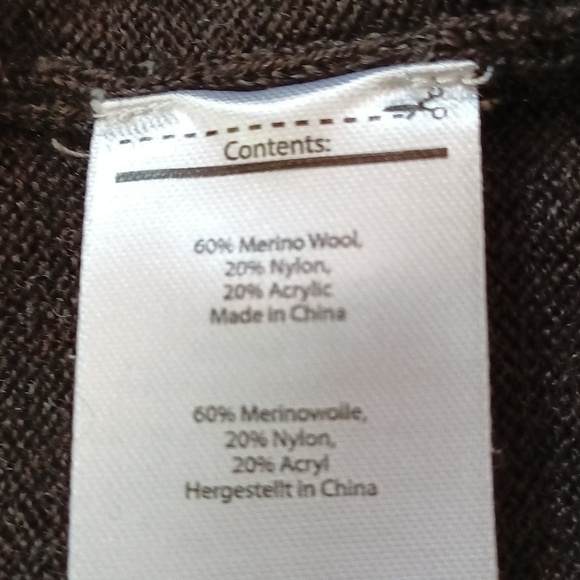 Contents:
60% Merino Wool,
20% Nylon,
20% Acrylic
Made in China
60% Merinowolle,
20% Nylon,
20% Acryl
Hergestellt in China